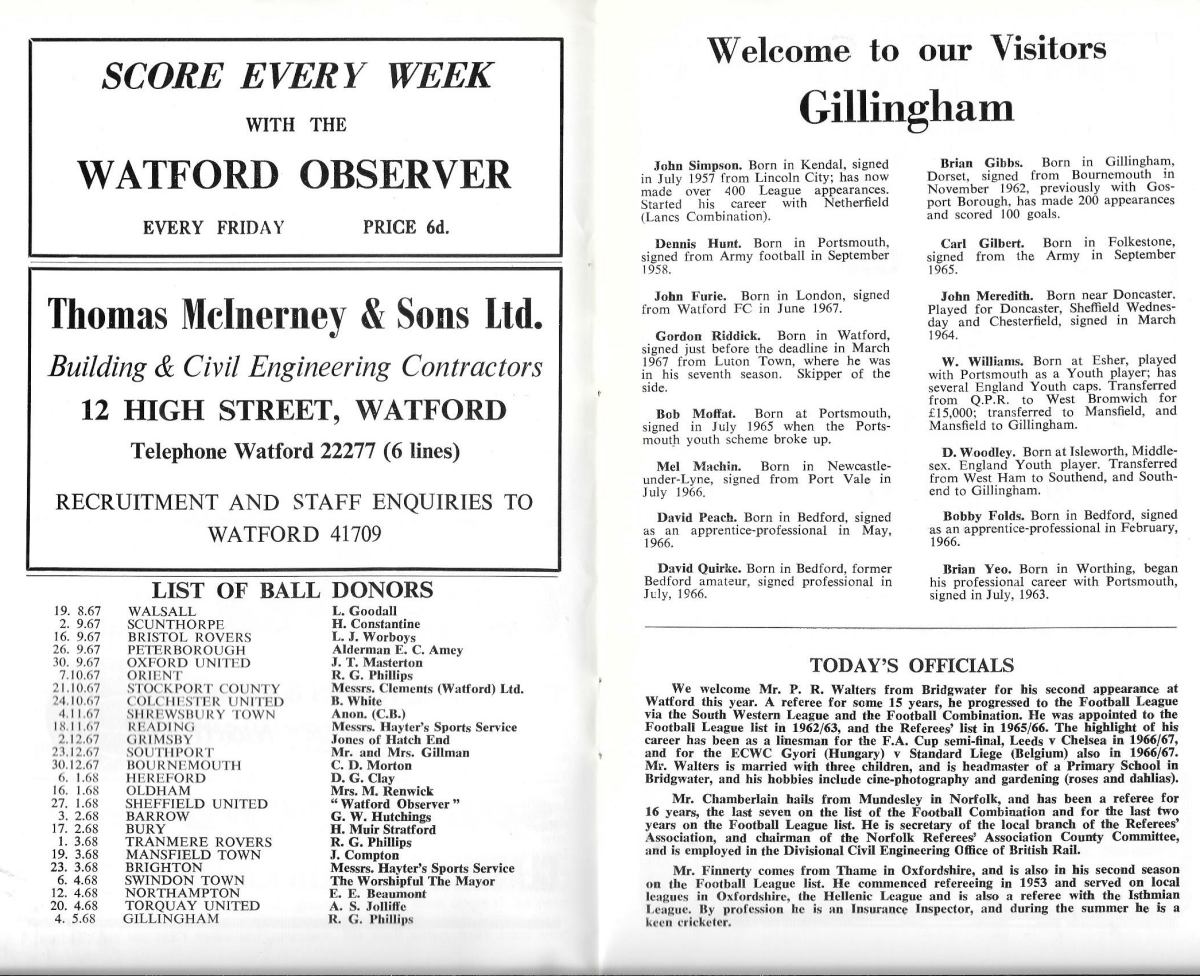 SCORE EVERY WEEK
WITH THE
WATFORD OBSERVER
EVERY FRIDAY PRICE 6d.
Thomas McInerney & Sons Ltd.
Building & Civil Engineering Contractors
12 HIGH STREET, WATFORD
Telephone Watford 22277 (6 lines)
RECRUITMENT AND STAFF ENQUIRIES TO
WATFORD 41709
LIST OF BALL DONORS
19. 8.67 WALSALL L. Goodall
2. 9.67 SCUNTHORPE H. Constantine
16. 9.67 BRISTOL ROVERS L. J. Worboys
26. 9.67 PETERBOROUGH Alderman E. C. Amey
30. 9.67 OXFORD UNITED J. T. Masterton
7.10.67 ORIENT R. G. Phillips
21.10.67 STOCKPORT COUNTY Messrs. Clements (Watford) Ltd.
24.10.67 COLCHESTER UNITED B. White
4.11.67 SHREWSBURY TOWN Anon. (C.B.)
18.11.67 READING Messrs. Hayter's Sports Service
2.12.67 GRIMSBY Jones of Hatch End
23.12.67 SOUTHPORT Mr. and Mrs. Gillman
30.12.67 BOURNEMOUTH C. D. Morton
6. 1.68 HEREFORD D. G. Clay
16. 1.68 OLDHAM Mrs. M. Renwick
27. 1.68 SHEFFIELD UNITED "Watford Observer"
3. 2.68 BARROW G. W. Hutchings
17. 2.68 BURY H. Muir Stratford
1. 3.68 TRANMERE ROVERS R. G. Phillips
19. 3.68 MANSFIELD TOWN J. Compton
23. 3.68 BRIGHTON Messrs. Hayter's Sports Service
6. 4.68 SWINDON TOWN The Worshipful The Mayor
12. 4.68 NORTHAMPTON E. E. Beaumont
20. 4.68 TORQUAY UNITED A. S. Jolliffe
4. 5.68 GILLINGHAM R. G. Phillips
Welcome to our Visitors
Gillingham
John Simpson. Born in Kendal, signed
in July 1957 from Lincoln City; has now
made over 400 League appearances.
Started his career with Netherfield
(Lancs Combination).
Dennis Hunt. Born in Portsmouth,
signed from Army football in September
1958.
John Furie. Born in London, signed
from Watford FC in June 1967.
Gordon Riddick. Born in Watford,
signed just before the deadline in March
1967 from Luton Town, where he was
in his seventh season. Skipper of the
side.
Bob Moffat. Born at Portsmouth,
signed in July 1965 when the Ports-
mouth youth scheme broke up.
Mel Machin. Born in Newcastle-
under-Lyne, signed from Port Vale in
July 1966.
David Peach. Born in Bedford, signed
as an apprentice-professional in May,
1966.
David Quirke. Born in Bedford, former
Bedford amateur, signed professional in
July, 1966.
Brian Gibbs. Born in Gillingham,
Dorset, signed from Bournemouth in
November 1962, previously with Gos-
port Borough, has made 200 appearances
and scored 100 goals.
Carl Gilbert. Born in Folkestone,
signed from the Army in September
1965.
John Meredith. Born near Doncaster.
Played for Doncaster, Sheffield Wednes-
day and Chesterfield, signed in March
1964.
W. Williams. Born at Esher, played
with Portsmouth as a Youth player; has
several England Youth caps. Transferred
from Q.P.R. to West Bromwich for
£15,000; transferred to Mansfield, and
Mansfield to Gillingham.
D. Woodley. Born at Isleworth, Middle-
sex. England Youth player. Transferred
from West Ham to Southend, and South-
end to Gillingham.
Bobby Folds. Born in Bedford, signed
as an apprentice-professional in February,
1966.
Brian Yeo. Born in Worthing, began
his professional career with Portsmouth,
signed in July, 1963.
TODAY'S OFFICIALS
We welcome Mr. P. R. Walters from Bridgwater for his second appearance at
Watford this year. A referee for some 15 years, he progressed to the Football League
via the South Western League and the Football Combination. He was appointed to the
Football League list in 1962/63, and the Referees' list in 1965/66. The highlight of his
career has been as a linesman for the F.A. Cup semi-final, Leeds v Chelsea in 1966/67,
and for the ECWC Gyori (Hungary) v Standard Liege (Belgium) also in 1966/67.
Mr. Walters is married with three children, and is headmaster of a Primary School in
Bridgwater, and his hobbies include cine-photography and gardening (roses and dahlias).
Mr. Chamberlain hails from Mundesley in Norfolk, and has been a referee for
16 years, the last seven on the list of the Football Combination and for the last two
years on the Football League list. He is secretary of the local branch of the Referees'
Association, and chairman of the Norfolk Referees' Association County Committee,
and is employed in the Divisional Civil Engineering Office of British Rail.
Mr. Finnerty comes from Thame in Oxfordshire, and is also in his second season
on the Football League list. He commenced refereeing in 1953 and served on local
leagues in Oxfordshire, the Hellenic League and is also a referee with the Isthmian
League. By profession he is an Insurance Inspector, and during the summer he is a
keen cricketer.